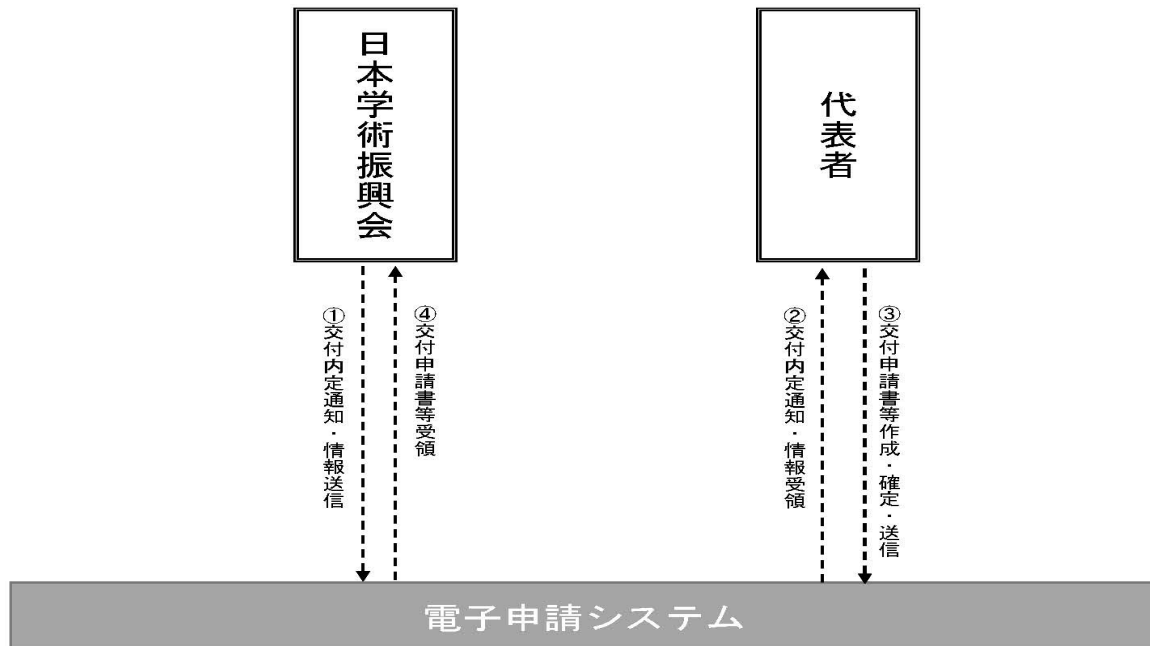 日本学術振興会
代表者
①交付内定通知・情報送信
④交付申請書等受領
②交付内定通知・情報受領
③交付申請書等作成・確定・送信
電子申請システム